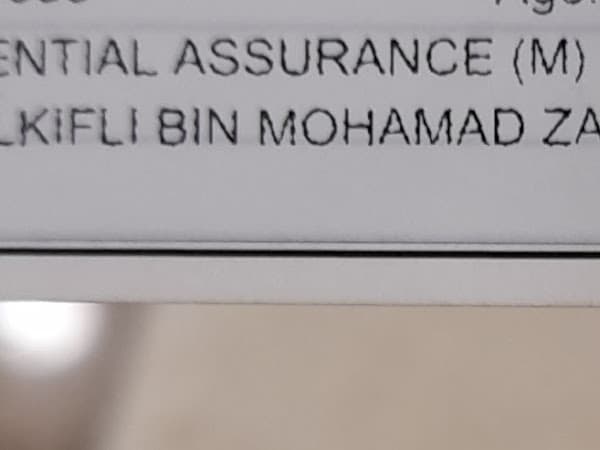 ENTIAL ASSURANCE (M)
LKIFLI BIN MOHAMAD ZA